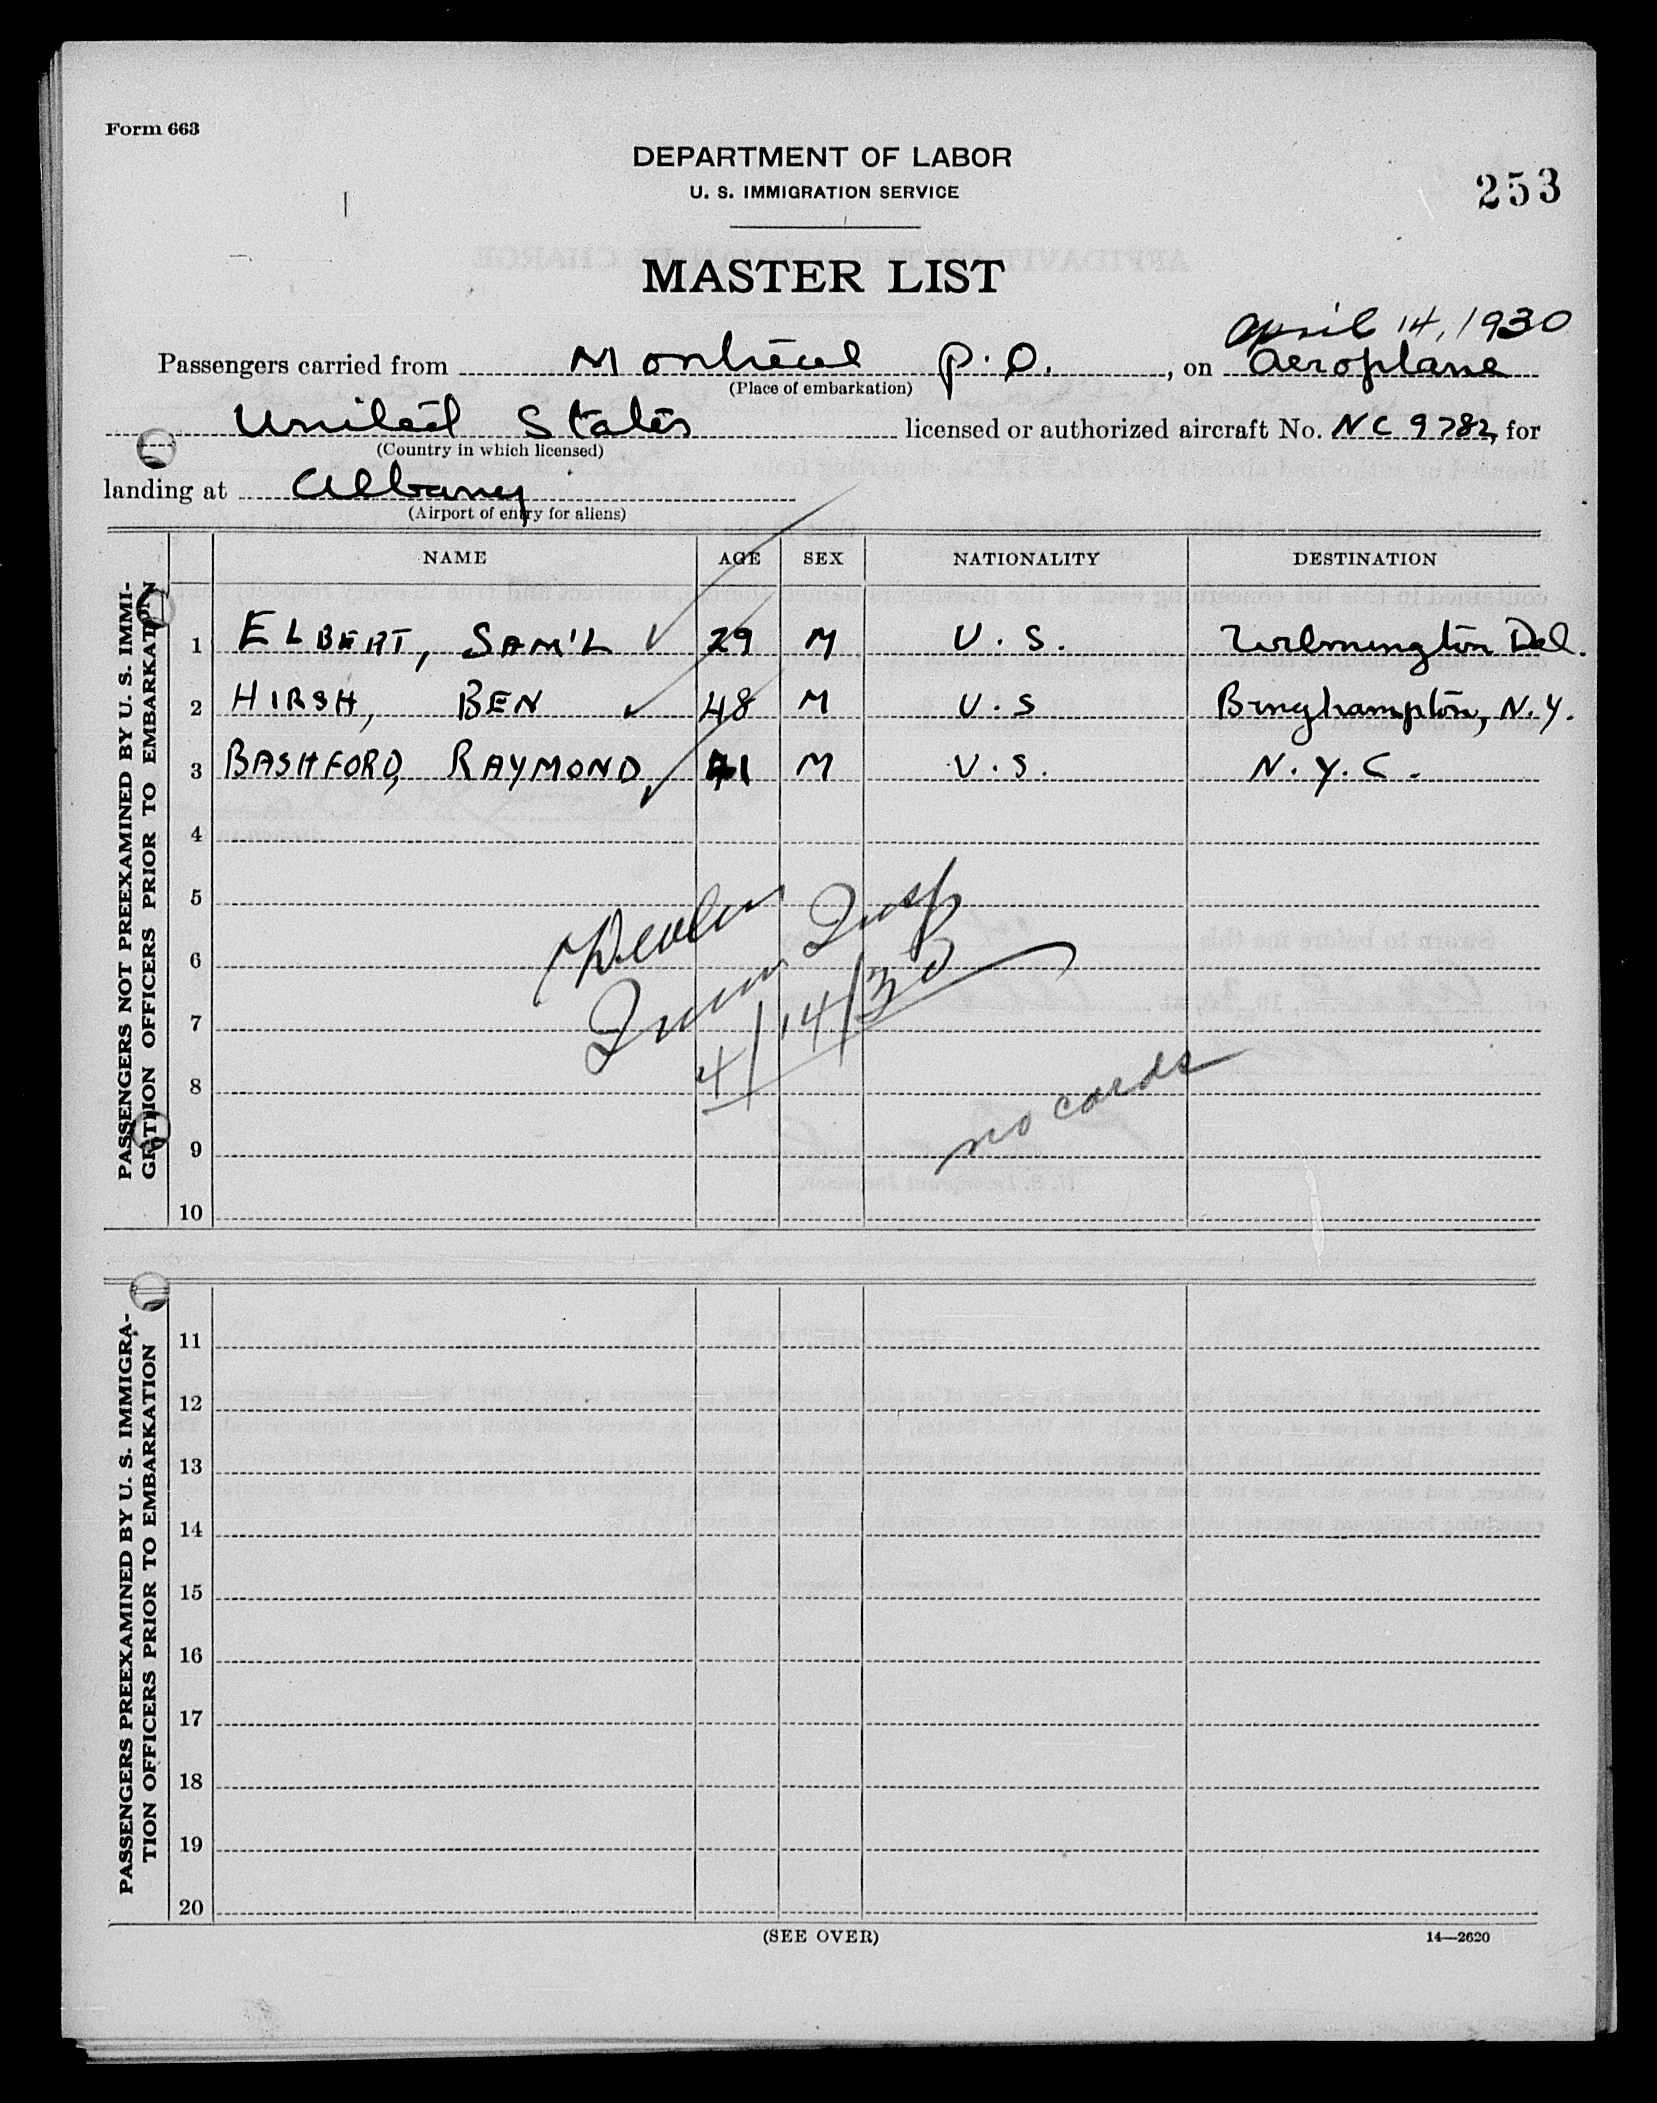 Form 663
DEPARTMENT OF LABOR
U. S. IMMIGRATION SERVICE
253
MASTER LIST
April 14, 1930
Passengers carried from Montreal P.Q. , on aeroplane
(Place of embarkation)
United States licensed or authorized aircraft No. NC 9782, for
(Country in which licensed)
landing at Albany
(Airport of entry for aliens)
NAME AGE SEX NATIONALITY DESTINATION
PASSENGERS NOT PREEXAMINED BY U. S. IMMI-
GRATION OFFICERS PRIOR TO EMBARKATION
1 ELBERT, SAM'L 29 M U.S. Wilmington Del.
2 HIRSH, BEN 48 M U.S Binghampton, N.Y.
3 BASHFORD, RAYMOND 41 M U.S. N.Y.C.
4
5
6
7
8
9
10
Insp
4/14/30
no cards
PASSENGERS PREEXAMINED BY U. S. IMMIGRA-
TION OFFICERS PRIOR TO EMBARKATION
11
12
13
14
15
16
17
18
19
20
(SEE OVER)
14—2620